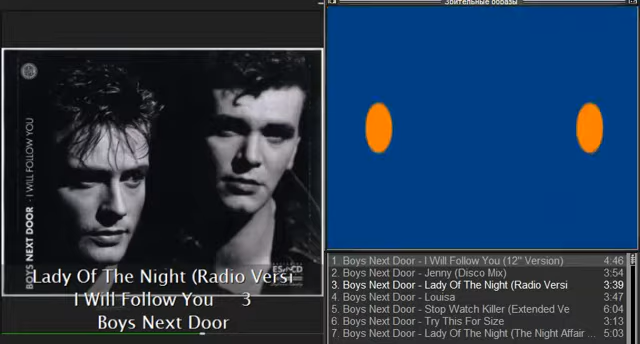 Зрительные образы
BOYS NEXT DOOR · I WILL FOLLOW YOU
Lady Of The Night (Radio Versi
I Will Follow You 3
Boys Next Door
1. Boys Next Door - I Will Follow You (12" Version) 4:46
2. Boys Next Door - Jenny (Disco Mix) 3:54
3. Boys Next Door - Lady Of The Night (Radio Versi 3:39
4. Boys Next Door - Louisa 3:47
5. Boys Next Door - Stop Watch Killer (Extended Ve 6:04
6. Boys Next Door - Try This For Size 3:13
7. Boys Next Door - Lady Of The Night (The Night Affair ... 5:03